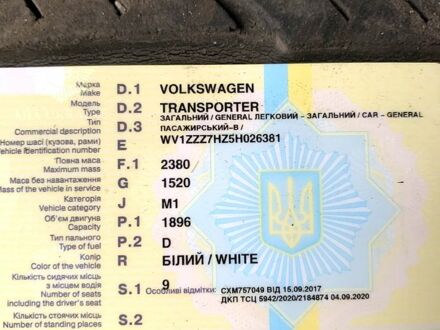 Марка
Make D.1 VOLKSWAGEN
Модель
Model D.2 TRANSPORTER
Тип
Commercial description) D.3 ЗАГАЛЬНИЙ / GENERAL ЛЕГКОВИЙ – ЗАГАЛЬНИЙ / CAR – GENERAL
ПАСАЖИРСЬКИЙ-B /
Номер шасі (кузова, рами)
Vehicle identification number E WV1ZZZ7HZ5H026381
Повна маса
Maximum mass F.1 2380
Маса без навантаження
Mass of the vehicle in service G 1520
Категорія
Category J M1
Об'єм двигуна
Capacity P.1 1896
Тип пального
Type of fuel P.2 D
Колір
Color of the vehicle R БІЛИЙ / WHITE
Кількість сидячих місць
з місцем водія
Number of seats
including the driver's seat) S.1 9
Особливі відмітки: CXM757049 ВІД 15.09.2017
ДКП ТСЦ 5942/2020/2184874 04.09.2020
Кількість стоячих місць
Number of standing places S.2